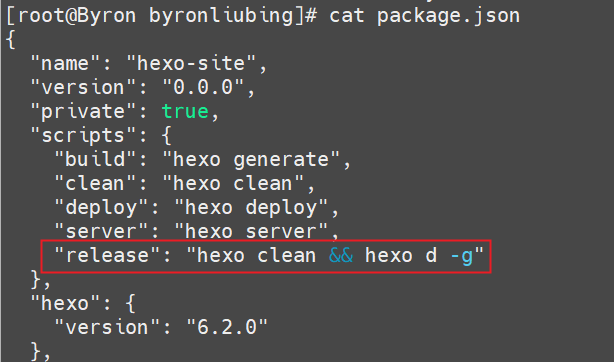 [root@Byron byronliubing]# cat package.json
{
  "name": "hexo-site",
  "version": "0.0.0",
  "private": true,
  "scripts": {
    "build": "hexo generate",
    "clean": "hexo clean",
    "deploy": "hexo deploy",
    "server": "hexo server",
    "release": "hexo clean && hexo d -g"
  },
  "hexo": {
    "version": "6.2.0"
  },